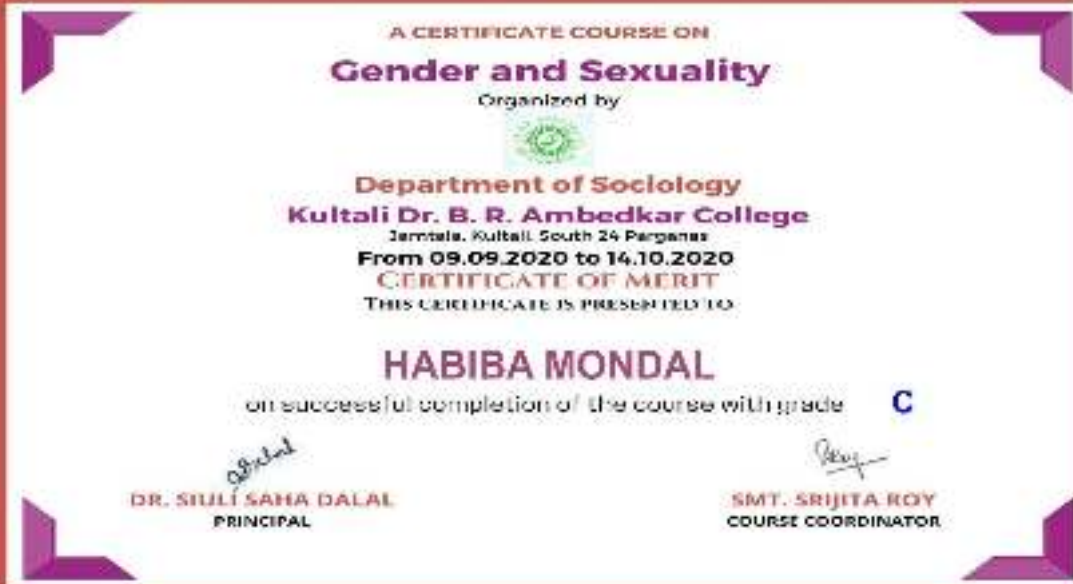 A CERTIFICATE COURSE ON
Gender and Sexuality
Organized by
Department of Sociology
Kultali Dr. B. R. Ambedkar College
Jamtala, Kultali, South 24 Parganas
From 09.09.2020 to 14.10.2020
CERTIFICATE OF MERIT
THIS CERTIFICATE IS PRESENTED TO
HABIBA MONDAL
on successful completion of the course with grade C
DR. SIULI SAHA DALAL
PRINCIPAL
SMT. SRIJITA ROY
COURSE COORDINATOR